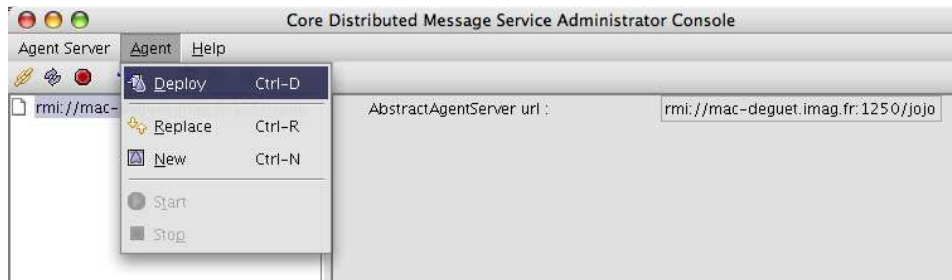 Core Distributed Message Service Administrator Console
Agent Server Agent Help
Deploy Ctrl-D
rmi://mac- AbstractAgentServer url : rmi://mac-deguet.imag.fr:1250/jojo
Replace Ctrl-R
New Ctrl-N
Start
Stop